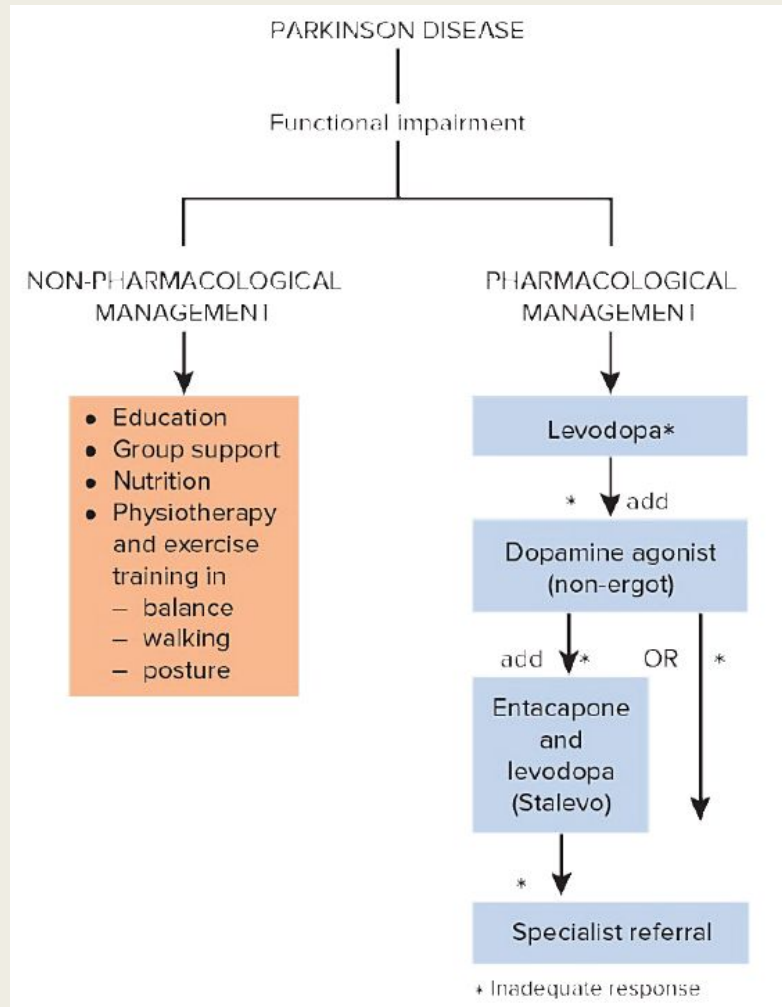 PARKINSON DISEASE
Functional impairment
NON-PHARMACOLOGICAL
MANAGEMENT
• Education
• Group support
• Nutrition
• Physiotherapy
and exercise
training in
– balance
– walking
– posture
PHARMACOLOGICAL
MANAGEMENT
Levodopa*
* add
Dopamine agonist
(non-ergot)
add * OR *
Entacapone
and
levodopa
(Stalevo)
*
Specialist referral
* Inadequate response